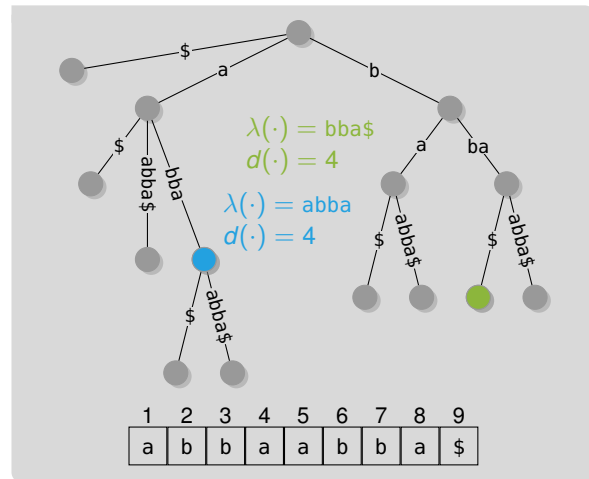 $
a
b
$
abba$
bba
a
ba
λ(·) = bba$
d(·) = 4
λ(·) = abba
d(·) = 4
$
abba$
$
abba$
$
abba$
1 2 3 4 5 6 7 8 9
a b b a a b b a $